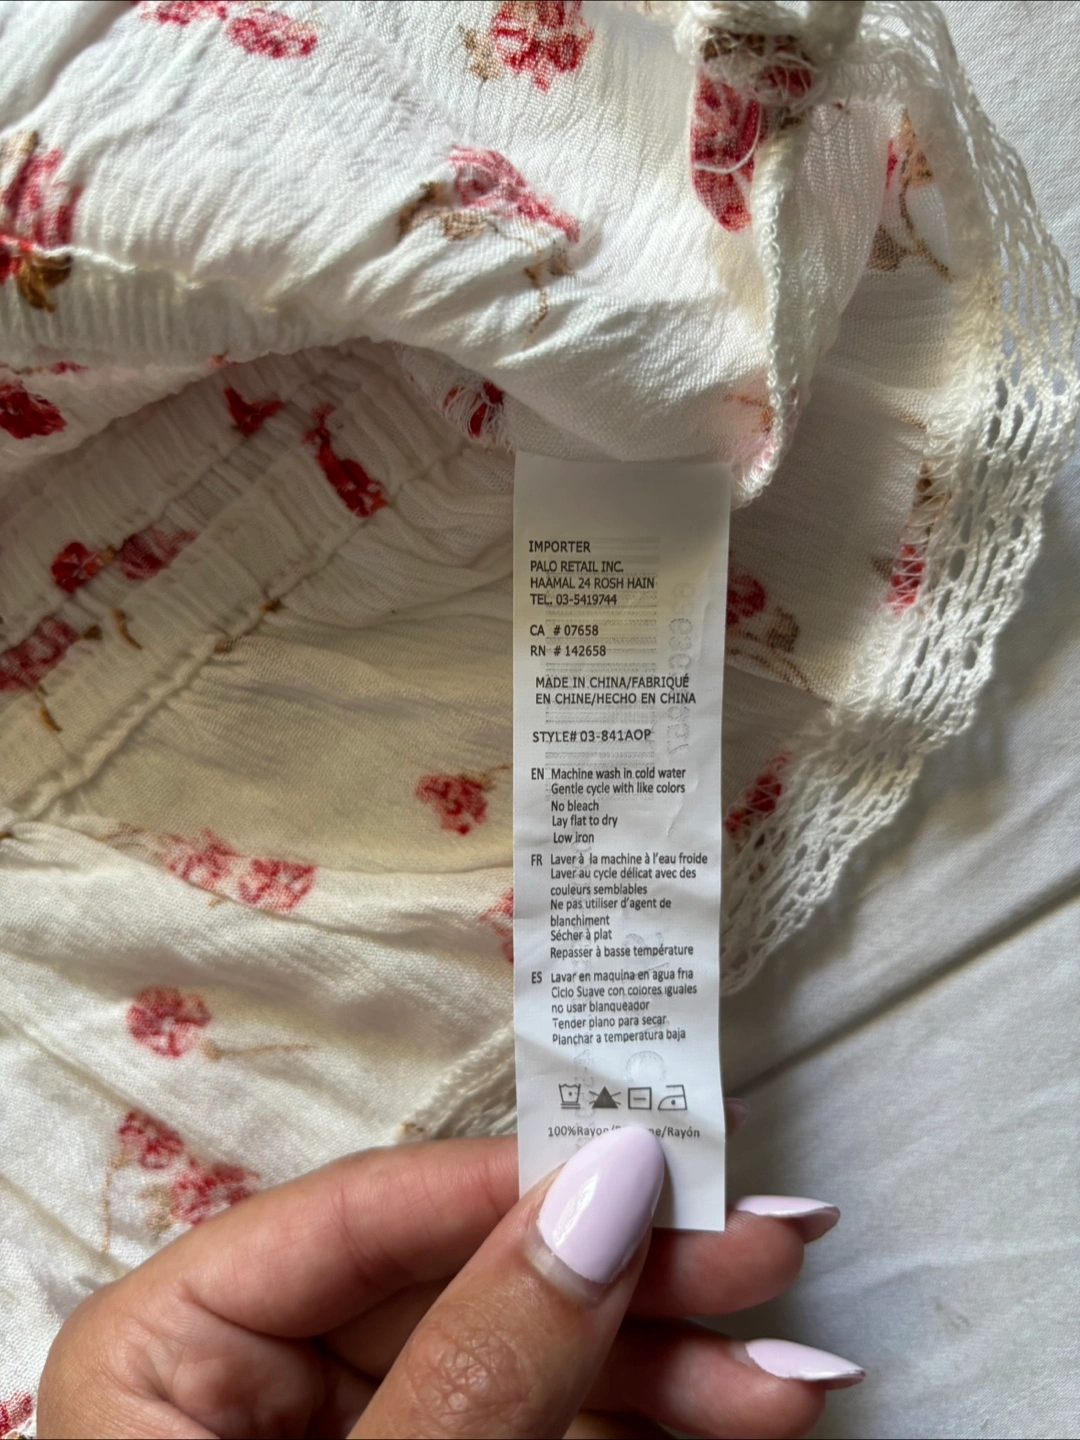 IMPORTER
PALO RETAIL INC.
HAAMAL 24 ROSH HAIN
TEL. 03-5419744
CA # 07658
RN # 142658
MADE IN CHINA/FABRIQUÉ
EN CHINE/HECHO EN CHINA
STYLE# 03-841AOP
EN Machine wash in cold water
Gentle cycle with like colors
No bleach
Lay flat to dry
Low iron
FR Laver à la machine à l'eau froide
Laver au cycle délicat avec des
couleurs semblables
Ne pas utiliser d'agent de
blanchiment
Sécher à plat
Repasser à basse température
ES Lavar en maquina en agua fria
Ciclo Suave con colores iguales
no usar blanqueador
Tender plano para secar
Planchar a temperatura baja
100%Rayon/ /Rayón